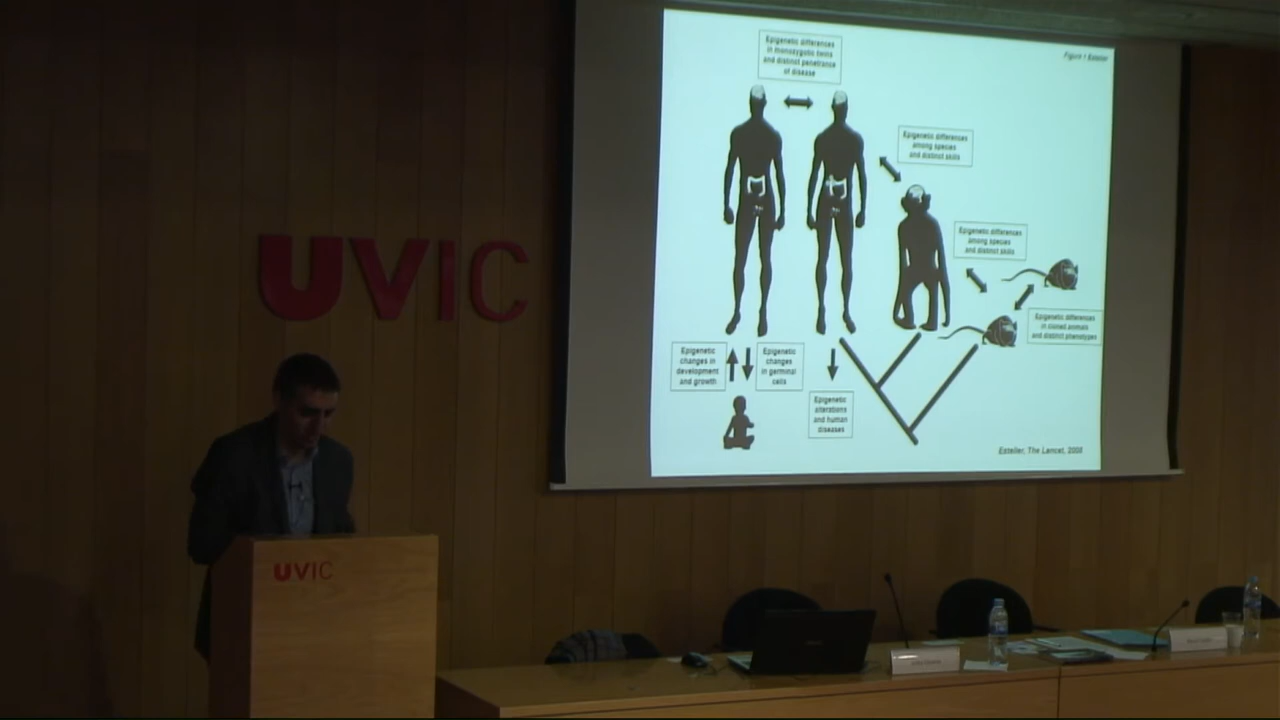 Epigenetic differences
in monozygotic twins
and distinct penetrance
of disease
Figure 1 Esteller
Epigenetic differences
among species
and distinct skills
Epigenetic differences
among species
and distinct skills
Epigenetic differences
in cloned animals
and distinct phenotypes
Epigenetic
changes in
development
and growth
Epigenetic
changes
in germinal
cells
Epigenetic
alterations
and human
diseases
Esteller, The Lancet, 2008
UVIC
UVIC